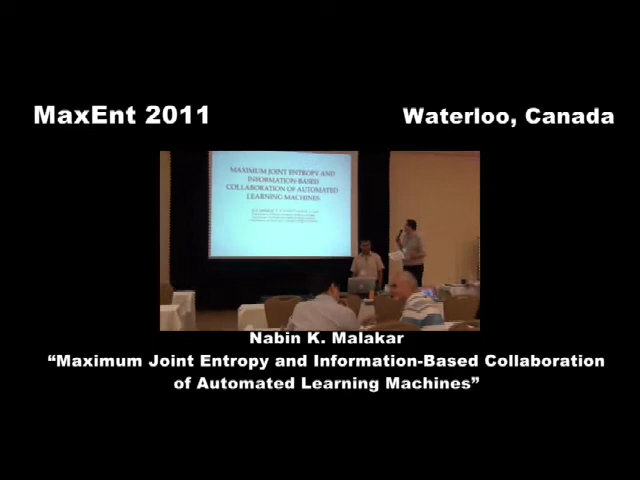 MaxEnt 2011
Waterloo, Canada
MAXIMUM JOINT ENTROPY AND
INFORMATION-BASED
COLLABORATION OF AUTOMATED
LEARNING MACHINES
Nabin K. Malakar
“Maximum Joint Entropy and Information-Based Collaboration
of Automated Learning Machines”